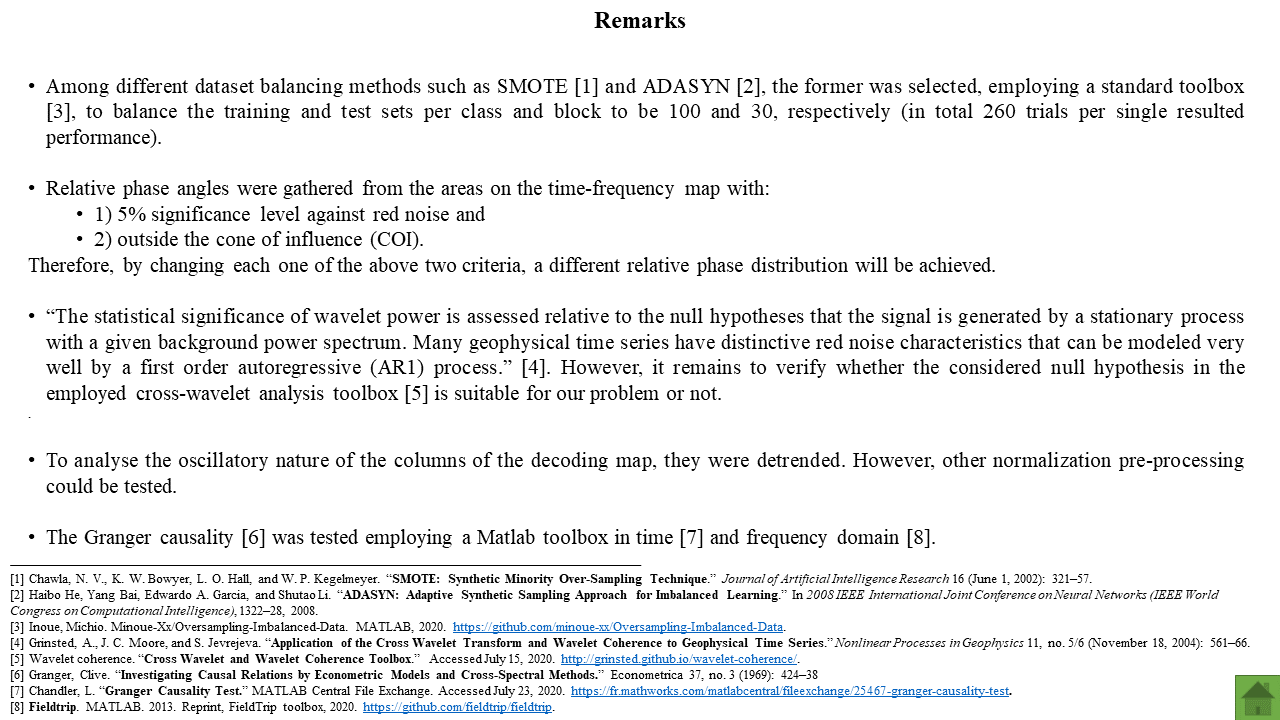 Remarks
• Among different dataset balancing methods such as SMOTE [1] and ADASYN [2], the former was selected, employing a standard toolbox
[3], to balance the training and test sets per class and block to be 100 and 30, respectively (in total 260 trials per single resulted
performance).
• Relative phase angles were gathered from the areas on the time-frequency map with:
• 1) 5% significance level against red noise and
• 2) outside the cone of influence (COI).
Therefore, by changing each one of the above two criteria, a different relative phase distribution will be achieved.
• “The statistical significance of wavelet power is assessed relative to the null hypotheses that the signal is generated by a stationary process
with a given background power spectrum. Many geophysical time series have distinctive red noise characteristics that can be modeled very
well by a first order autoregressive (AR1) process.” [4]. However, it remains to verify whether the considered null hypothesis in the
employed cross-wavelet analysis toolbox [5] is suitable for our problem or not.
.
• To analyse the oscillatory nature of the columns of the decoding map, they were detrended. However, other normalization pre-processing
could be tested.
• The Granger causality [6] was tested employing a Matlab toolbox in time [7] and frequency domain [8].
[1] Chawla, N. V., K. W. Bowyer, L. O. Hall, and W. P. Kegelmeyer. “SMOTE: Synthetic Minority Over-Sampling Technique.” Journal of Artificial Intelligence Research 16 (June 1, 2002): 321–57.
[2] Haibo He, Yang Bai, Edwardo A. Garcia, and Shutao Li. “ADASYN: Adaptive Synthetic Sampling Approach for Imbalanced Learning.” In 2008 IEEE International Joint Conference on Neural Networks (IEEE World
Congress on Computational Intelligence), 1322–28, 2008.
[3] Inoue, Michio. Minoue-Xx/Oversampling-Imbalanced-Data. MATLAB, 2020. https://github.com/minoue-xx/Oversampling-Imbalanced-Data.
[4] Grinsted, A., J. C. Moore, and S. Jevrejeva. “Application of the Cross Wavelet Transform and Wavelet Coherence to Geophysical Time Series.” Nonlinear Processes in Geophysics 11, no. 5/6 (November 18, 2004): 561–66.
[5] Wavelet coherence. “Cross Wavelet and Wavelet Coherence Toolbox.” Accessed July 15, 2020. http://grinsted.github.io/wavelet-coherence/.
[6] Granger, Clive. “Investigating Causal Relations by Econometric Models and Cross-Spectral Methods.” Econometrica 37, no. 3 (1969): 424–38
[7] Chandler, L. “Granger Causality Test.” MATLAB Central File Exchange. Accessed July 23, 2020. https://fr.mathworks.com/matlabcentral/fileexchange/25467-granger-causality-test.
[8] Fieldtrip. MATLAB. 2013. Reprint, FieldTrip toolbox, 2020. https://github.com/fieldtrip/fieldtrip.